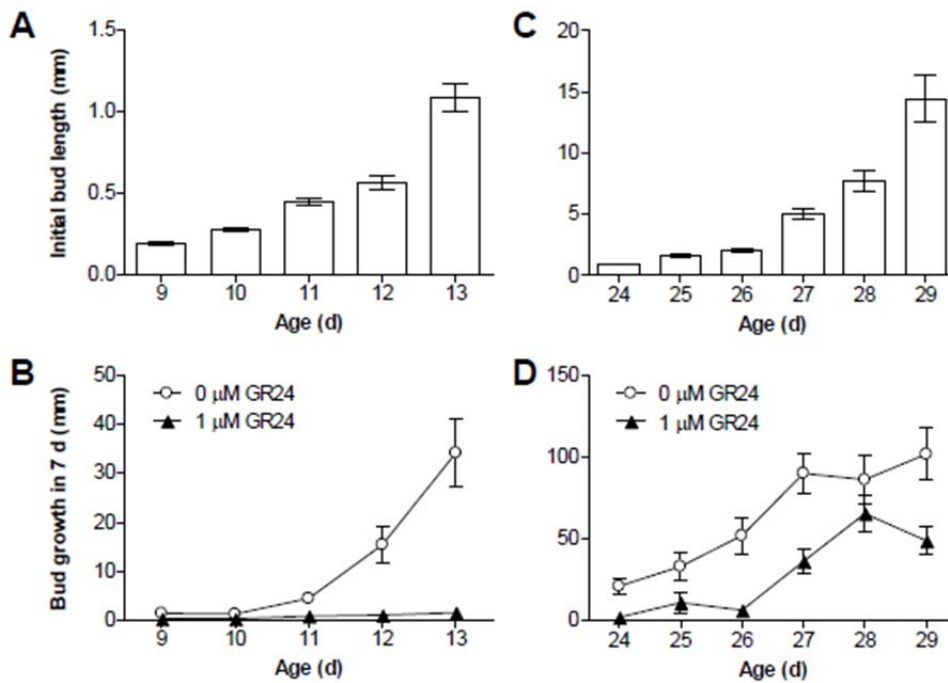 A
Initial bud length (mm)
1.5
1.0
0.5
0.0
9 10 11 12 13
Age (d)
C
20
15
10
5
0
24 25 26 27 28 29
Age (d)
B
Bud growth in 7 d (mm)
50
40
30
20
10
0
0 μM GR24
1 μM GR24
9 10 11 12 13
Age (d)
D
150
100
50
0
0 μM GR24
1 μM GR24
24 25 26 27 28 29
Age (d)